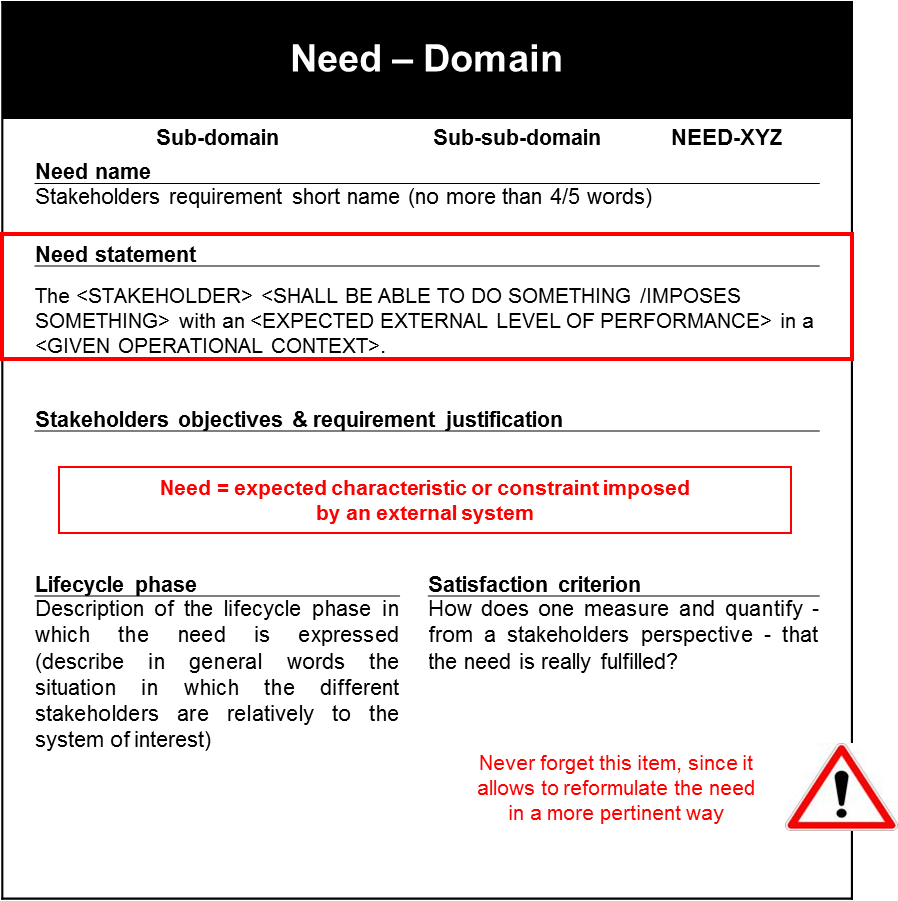 Need – Domain
Sub-domain Sub-sub-domain NEED-XYZ
Need name
Stakeholders requirement short name (no more than 4/5 words)
Need statement
The <STAKEHOLDER> <SHALL BE ABLE TO DO SOMETHING /IMPOSES
SOMETHING> with an <EXPECTED EXTERNAL LEVEL OF PERFORMANCE> in a
<GIVEN OPERATIONAL CONTEXT>.
Stakeholders objectives & requirement justification
Need = expected characteristic or constraint imposed
by an external system
Lifecycle phase
Description of the lifecycle phase in
which the need is expressed
(describe in general words the
situation in which the different
stakeholders are relatively to the
system of interest)
Satisfaction criterion
How does one measure and quantify -
from a stakeholders perspective - that
the need is really fulfilled?
Never forget this item, since it
allows to reformulate the need
in a more pertinent way